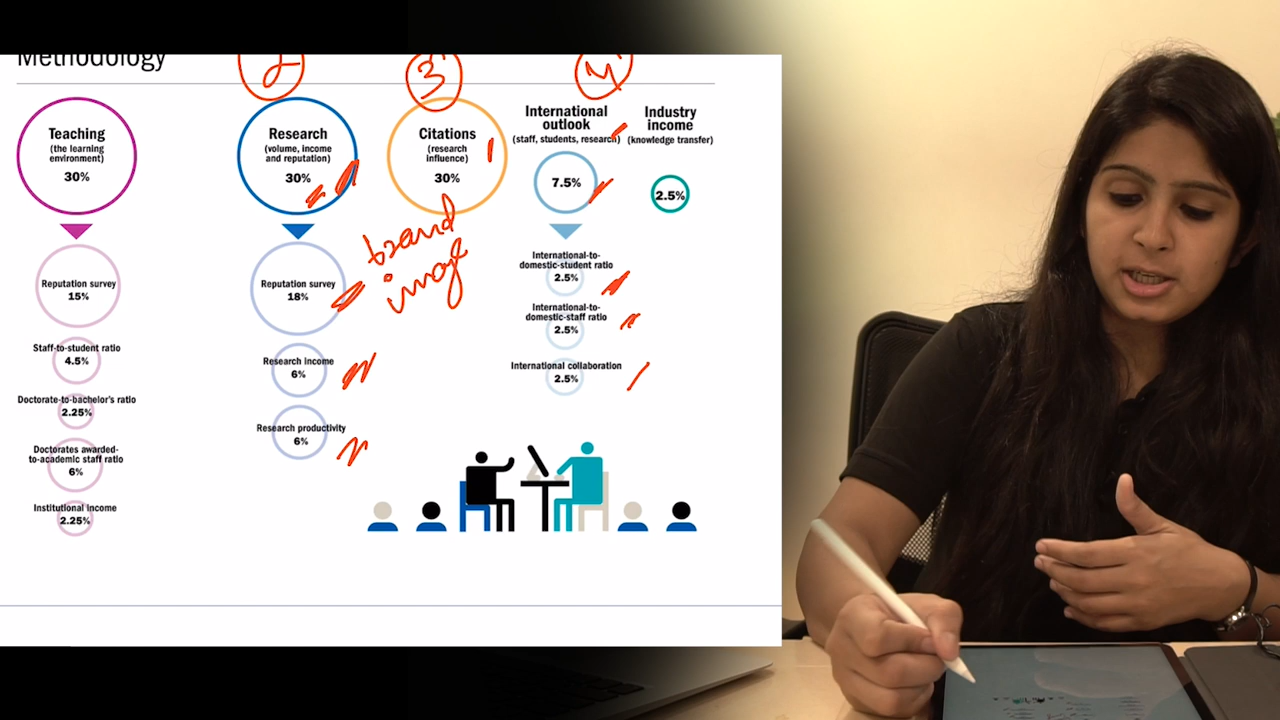 Methodology
2
3
4
Teaching
(the learning
environment)
30%
Reputation survey
15%
Staff-to-student ratio
4.5%
Doctorate-to-bachelor's ratio
2.25%
Doctorates awarded-
to-academic staff ratio
6%
Institutional income
2.25%
Research
(volume, income
and reputation)
30%
Reputation survey
18%
Research income
6%
Research productivity
6%
Citations
(research
influence)
30%
brand
image
International
outlook
(staff, students, research)
7.5%
International-to-
domestic-student ratio
2.5%
International-to-
domestic-staff ratio
2.5%
International collaboration
2.5%
Industry
income
(knowledge transfer)
2.5%